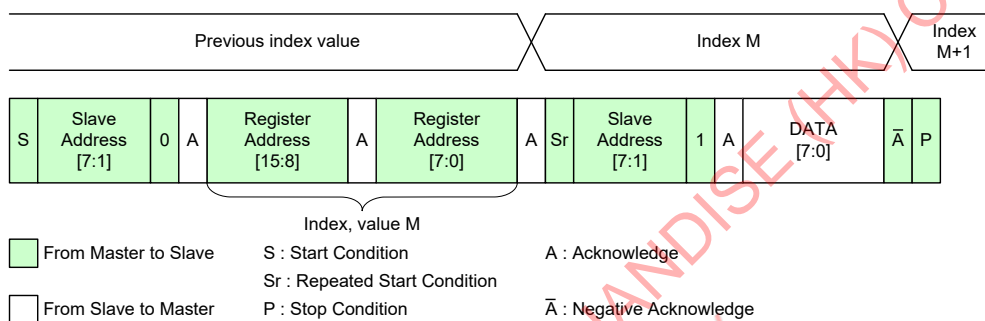 Previous index value
Index M
Index
M+1
S
Slave
Address
[7:1]
0
A
Register
Address
[15:8]
A
Register
Address
[7:0]
A
Sr
Slave
Address
[7:1]
1
A
DATA
[7:0]
A̅
P
Index, value M
From Master to Slave
S : Start Condition
A : Acknowledge
Sr : Repeated Start Condition
From Slave to Master
P : Stop Condition
A̅ : Negative Acknowledge
ANDISE (HK) C